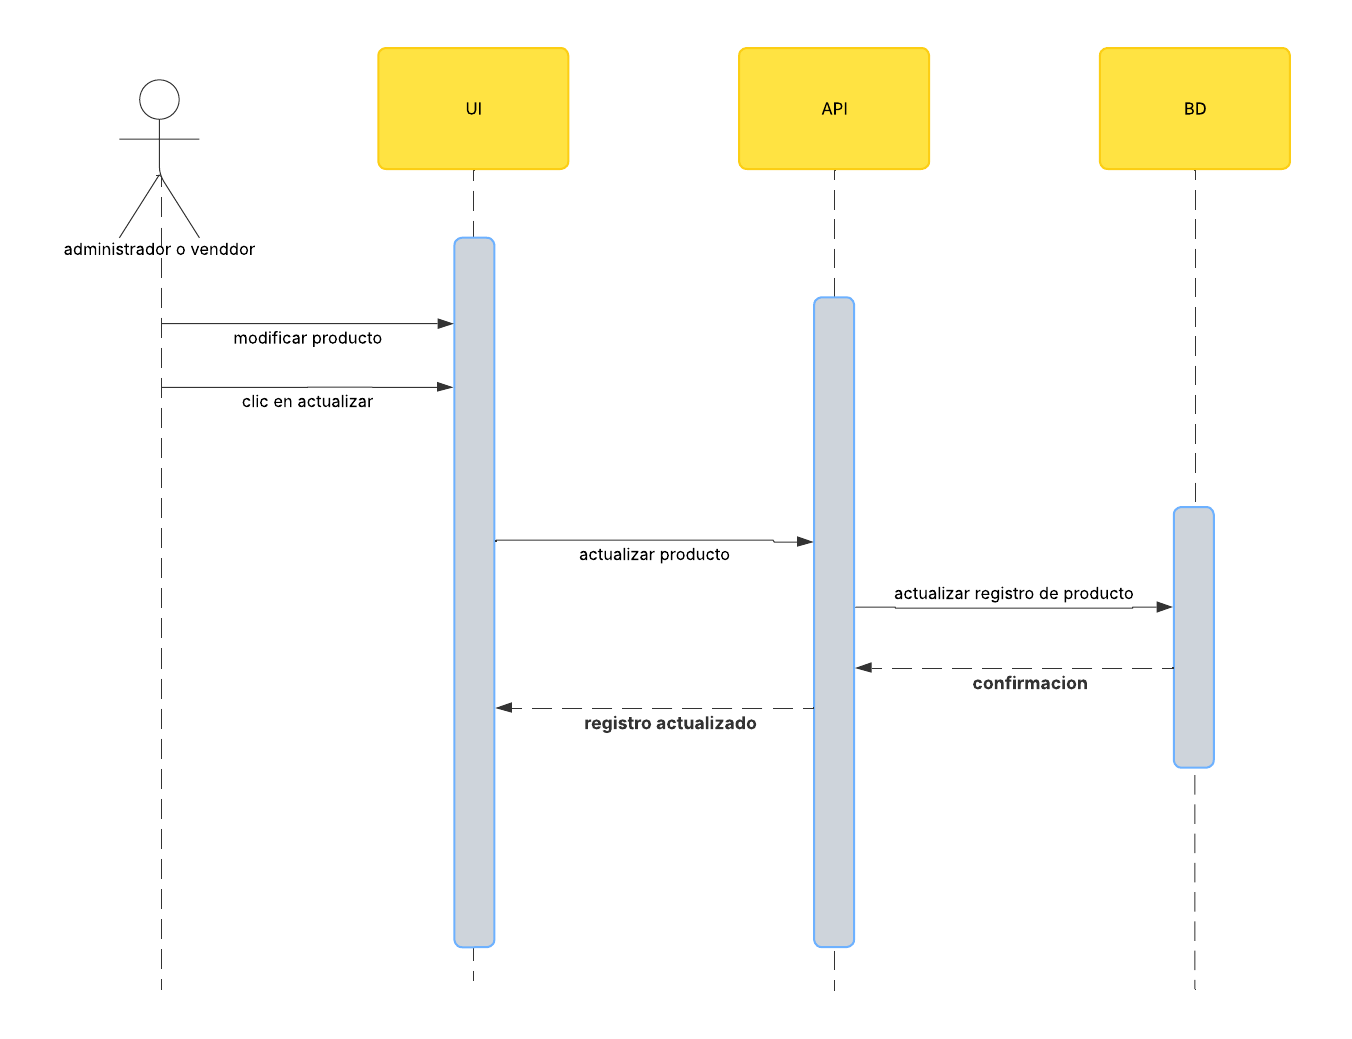 UI
API
BD
administrador o venddor
modificar producto
clic en actualizar
actualizar producto
actualizar registro de producto
confirmacion
registro actualizado